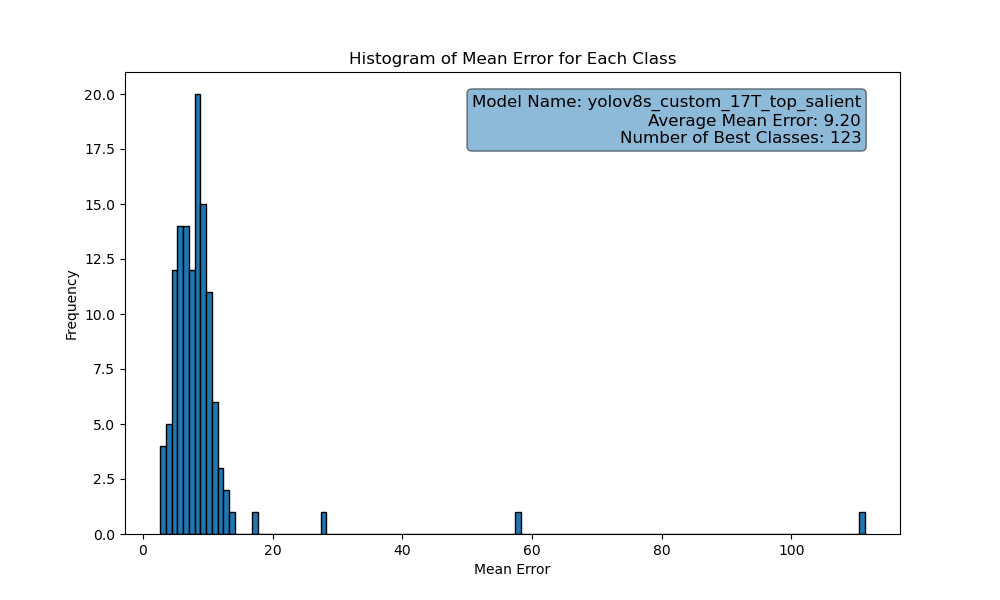 Histogram of Mean Error for Each Class
Model Name: yolov8s_custom_17T_top_salient
Average Mean Error: 9.20
Number of Best Classes: 123
20.0
17.5
15.0
12.5
10.0
7.5
5.0
2.5
0.0
Frequency
0 20 40 60 80 100
Mean Error